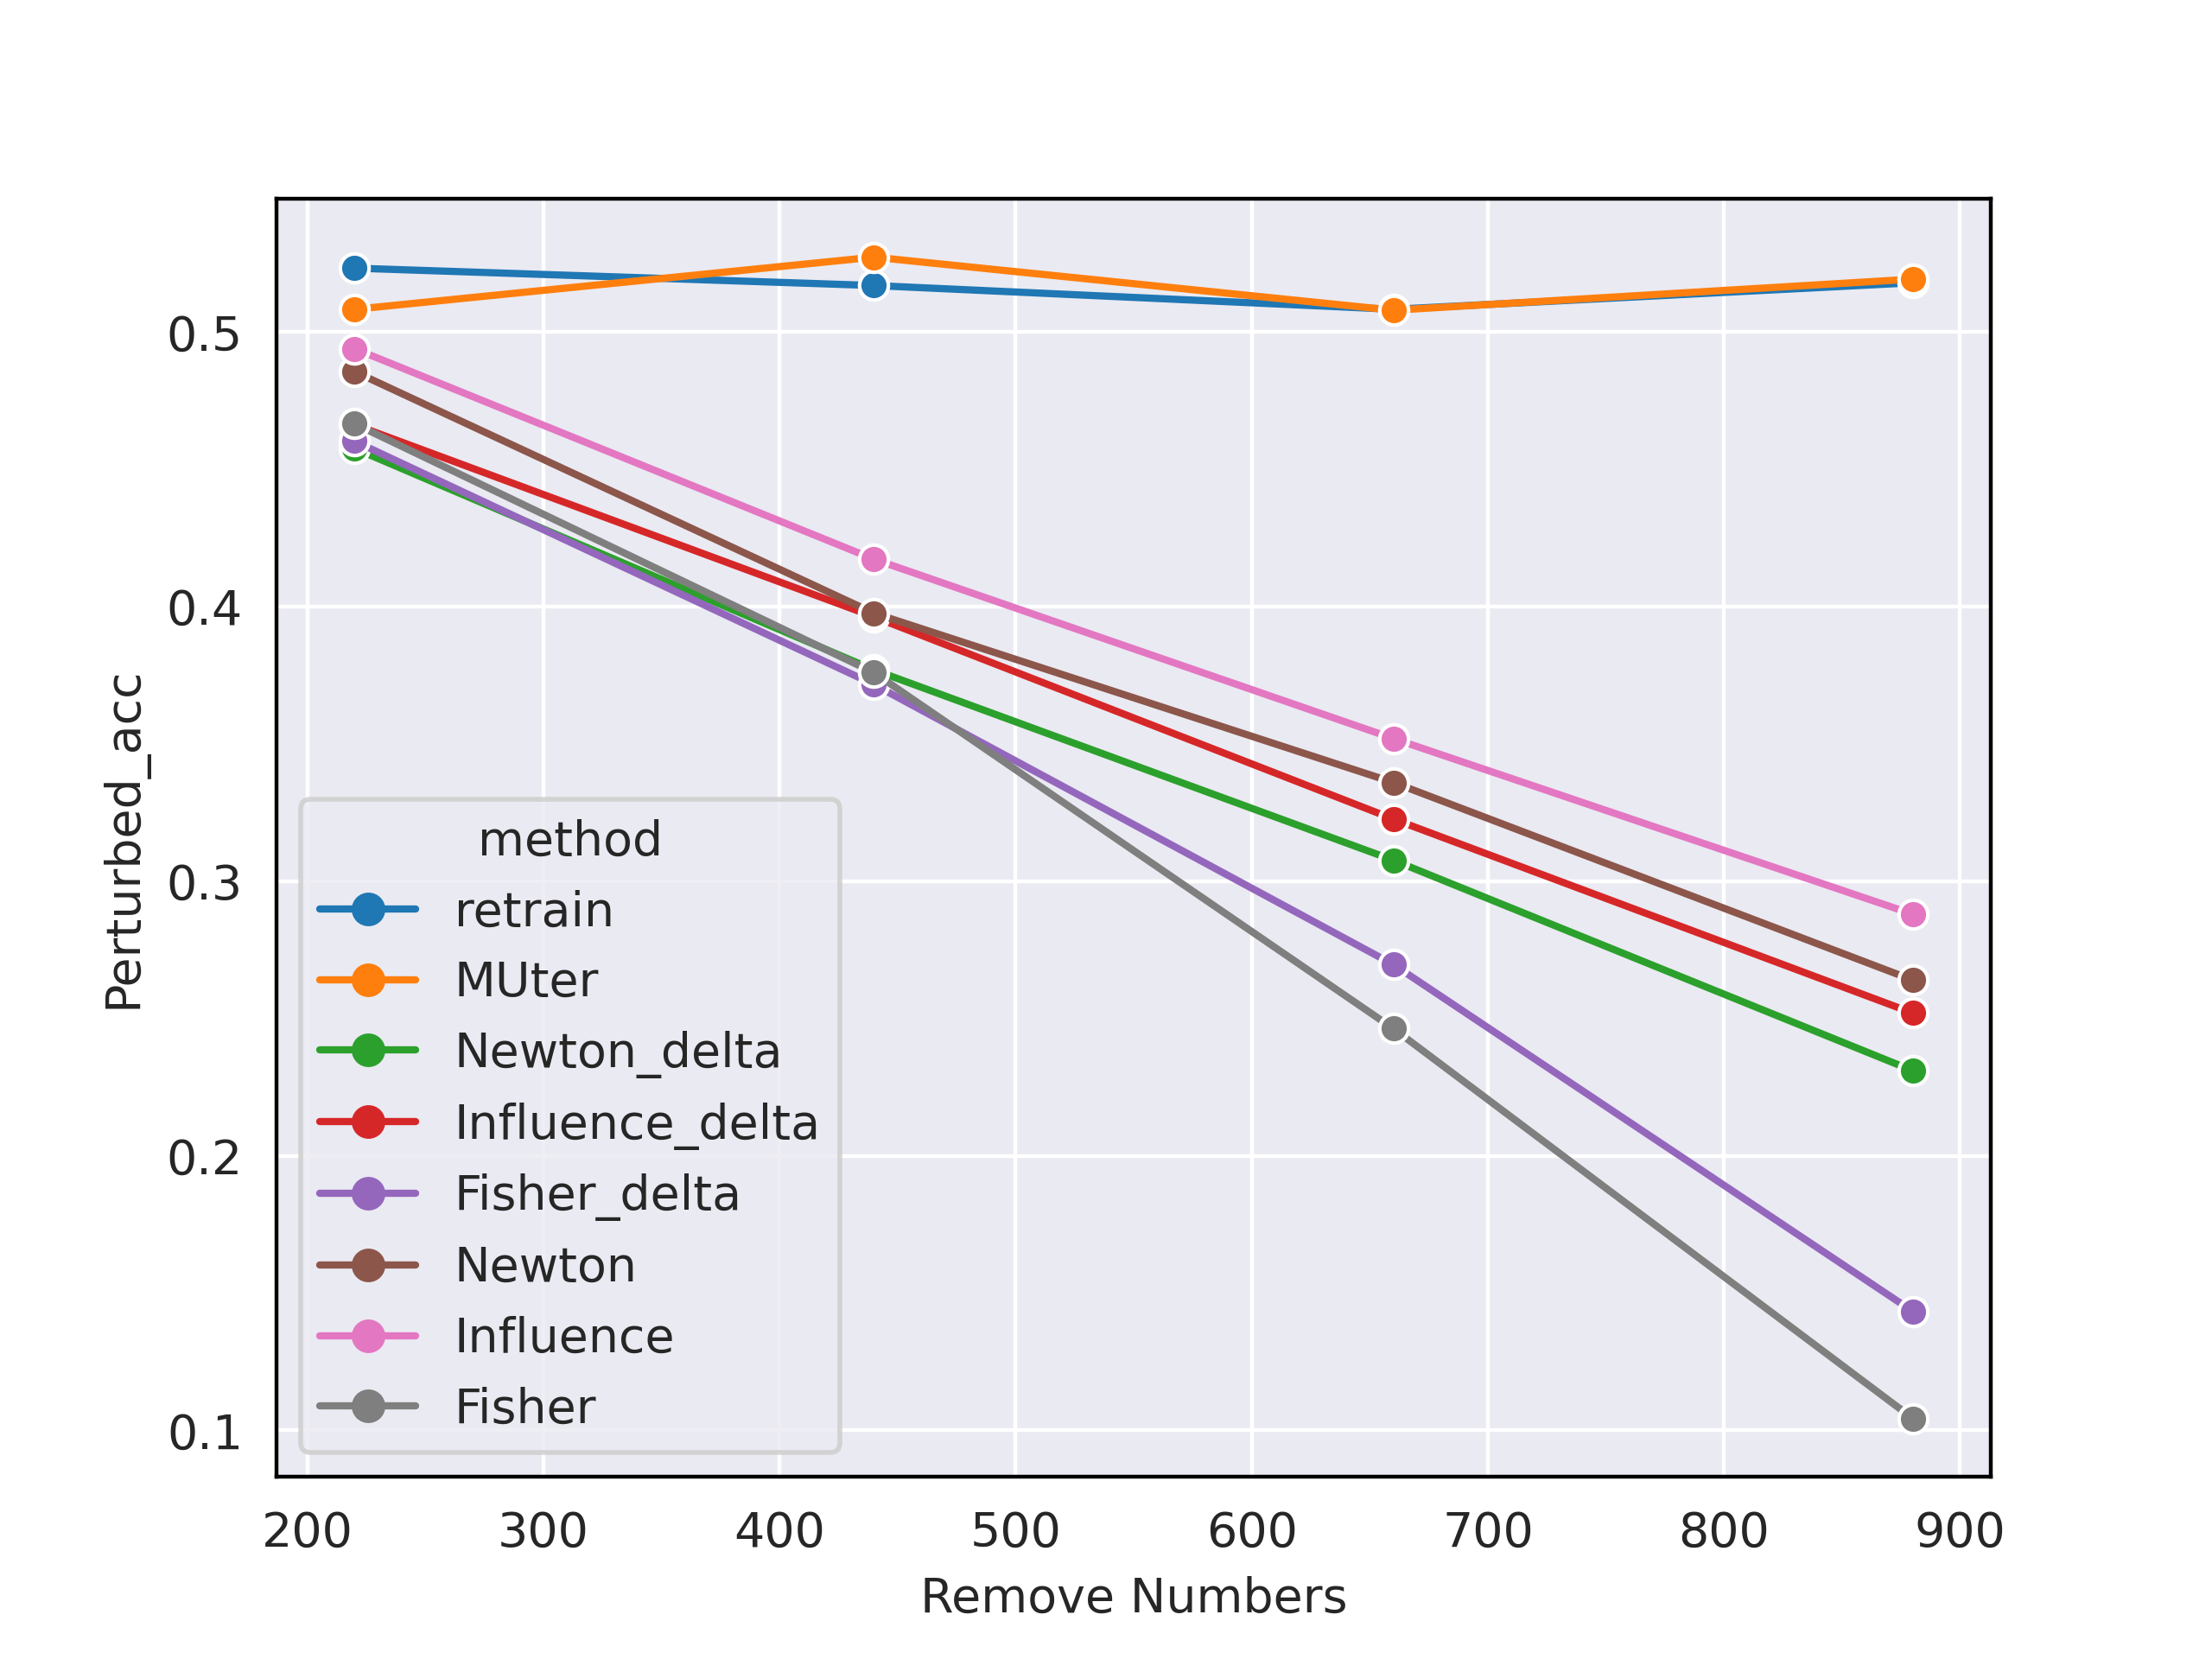 0.5
0.4
0.3
0.2
0.1
Perturbed_acc
method
retrain
MUter
Newton_delta
Influence_delta
Fisher_delta
Newton
Influence
Fisher
200 300 400 500 600 700 800 900
Remove Numbers